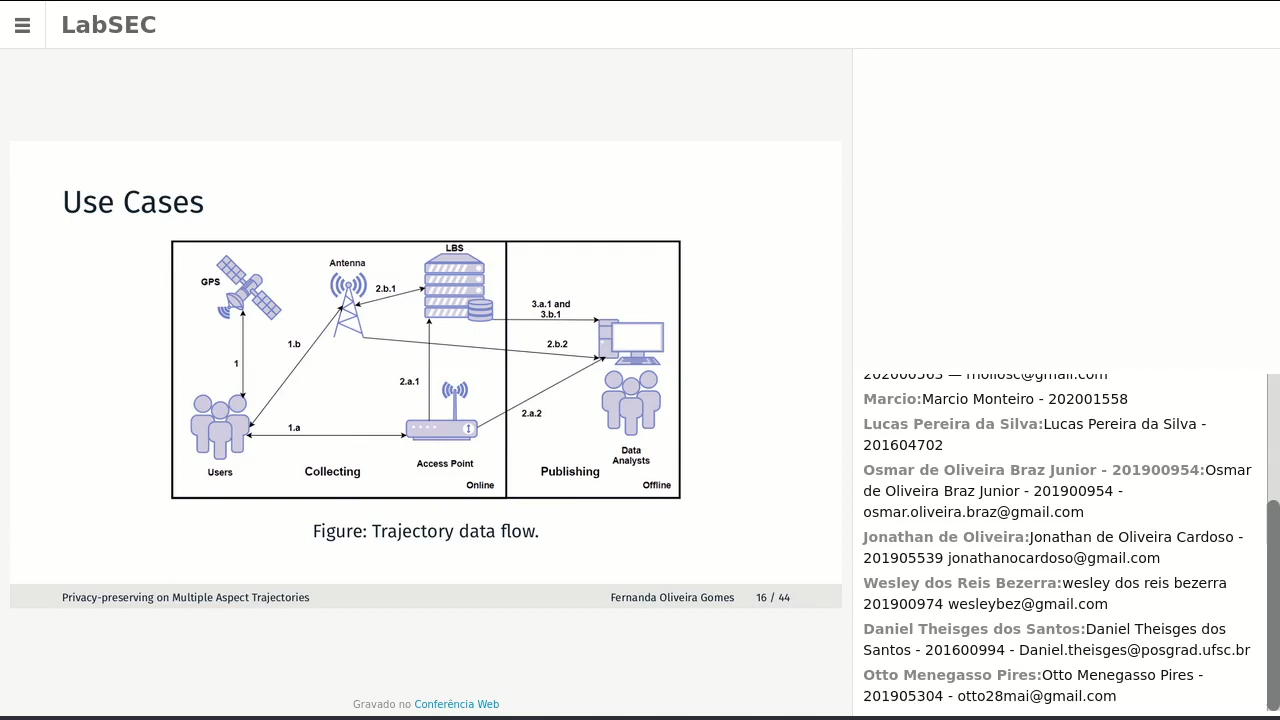 LabSEC
Use Cases
LBS
Antenna
GPS
2.b.1
3.a.1 and
3.b.1
1.b
2.b.2
1
2.a.1
2.a.2
1.a
Users
Collecting
Access Point
Online
Publishing
Data
Analysts
Offline
Figure: Trajectory data flow.
Privacy-preserving on Multiple Aspect Trajectories
Fernanda Oliveira Gomes
16 / 44
Gravado no Conferência Web
Marcio:Marcio Monteiro - 202001558
Lucas Pereira da Silva:Lucas Pereira da Silva -
201604702
Osmar de Oliveira Braz Junior - 201900954:Osmar
de Oliveira Braz Junior - 201900954 -
osmar.oliveira.braz@gmail.com
Jonathan de Oliveira:Jonathan de Oliveira Cardoso -
201905539 jonathanocardoso@gmail.com
Wesley dos Reis Bezerra:wesley dos reis bezerra
201900974 wesleybez@gmail.com
Daniel Theisges dos Santos:Daniel Theisges dos
Santos - 201600994 - Daniel.theisges@posgrad.ufsc.br
Otto Menegasso Pires:Otto Menegasso Pires -
201905304 - otto28mai@gmail.com